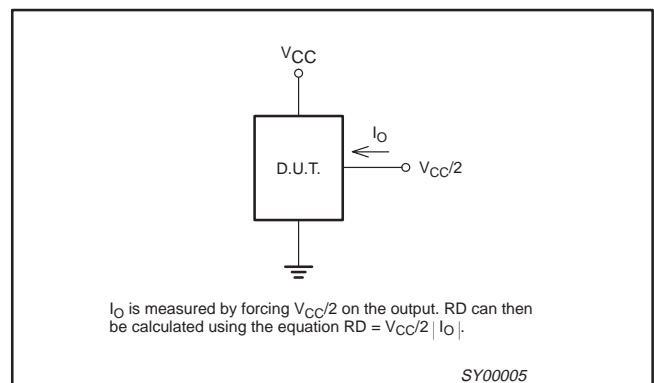 VCC
IO
D.U.T.
VCC/2
IO is measured by forcing VCC/2 on the output. RD can then
be calculated using the equation RD = VCC/2 | IO |.
SY00005